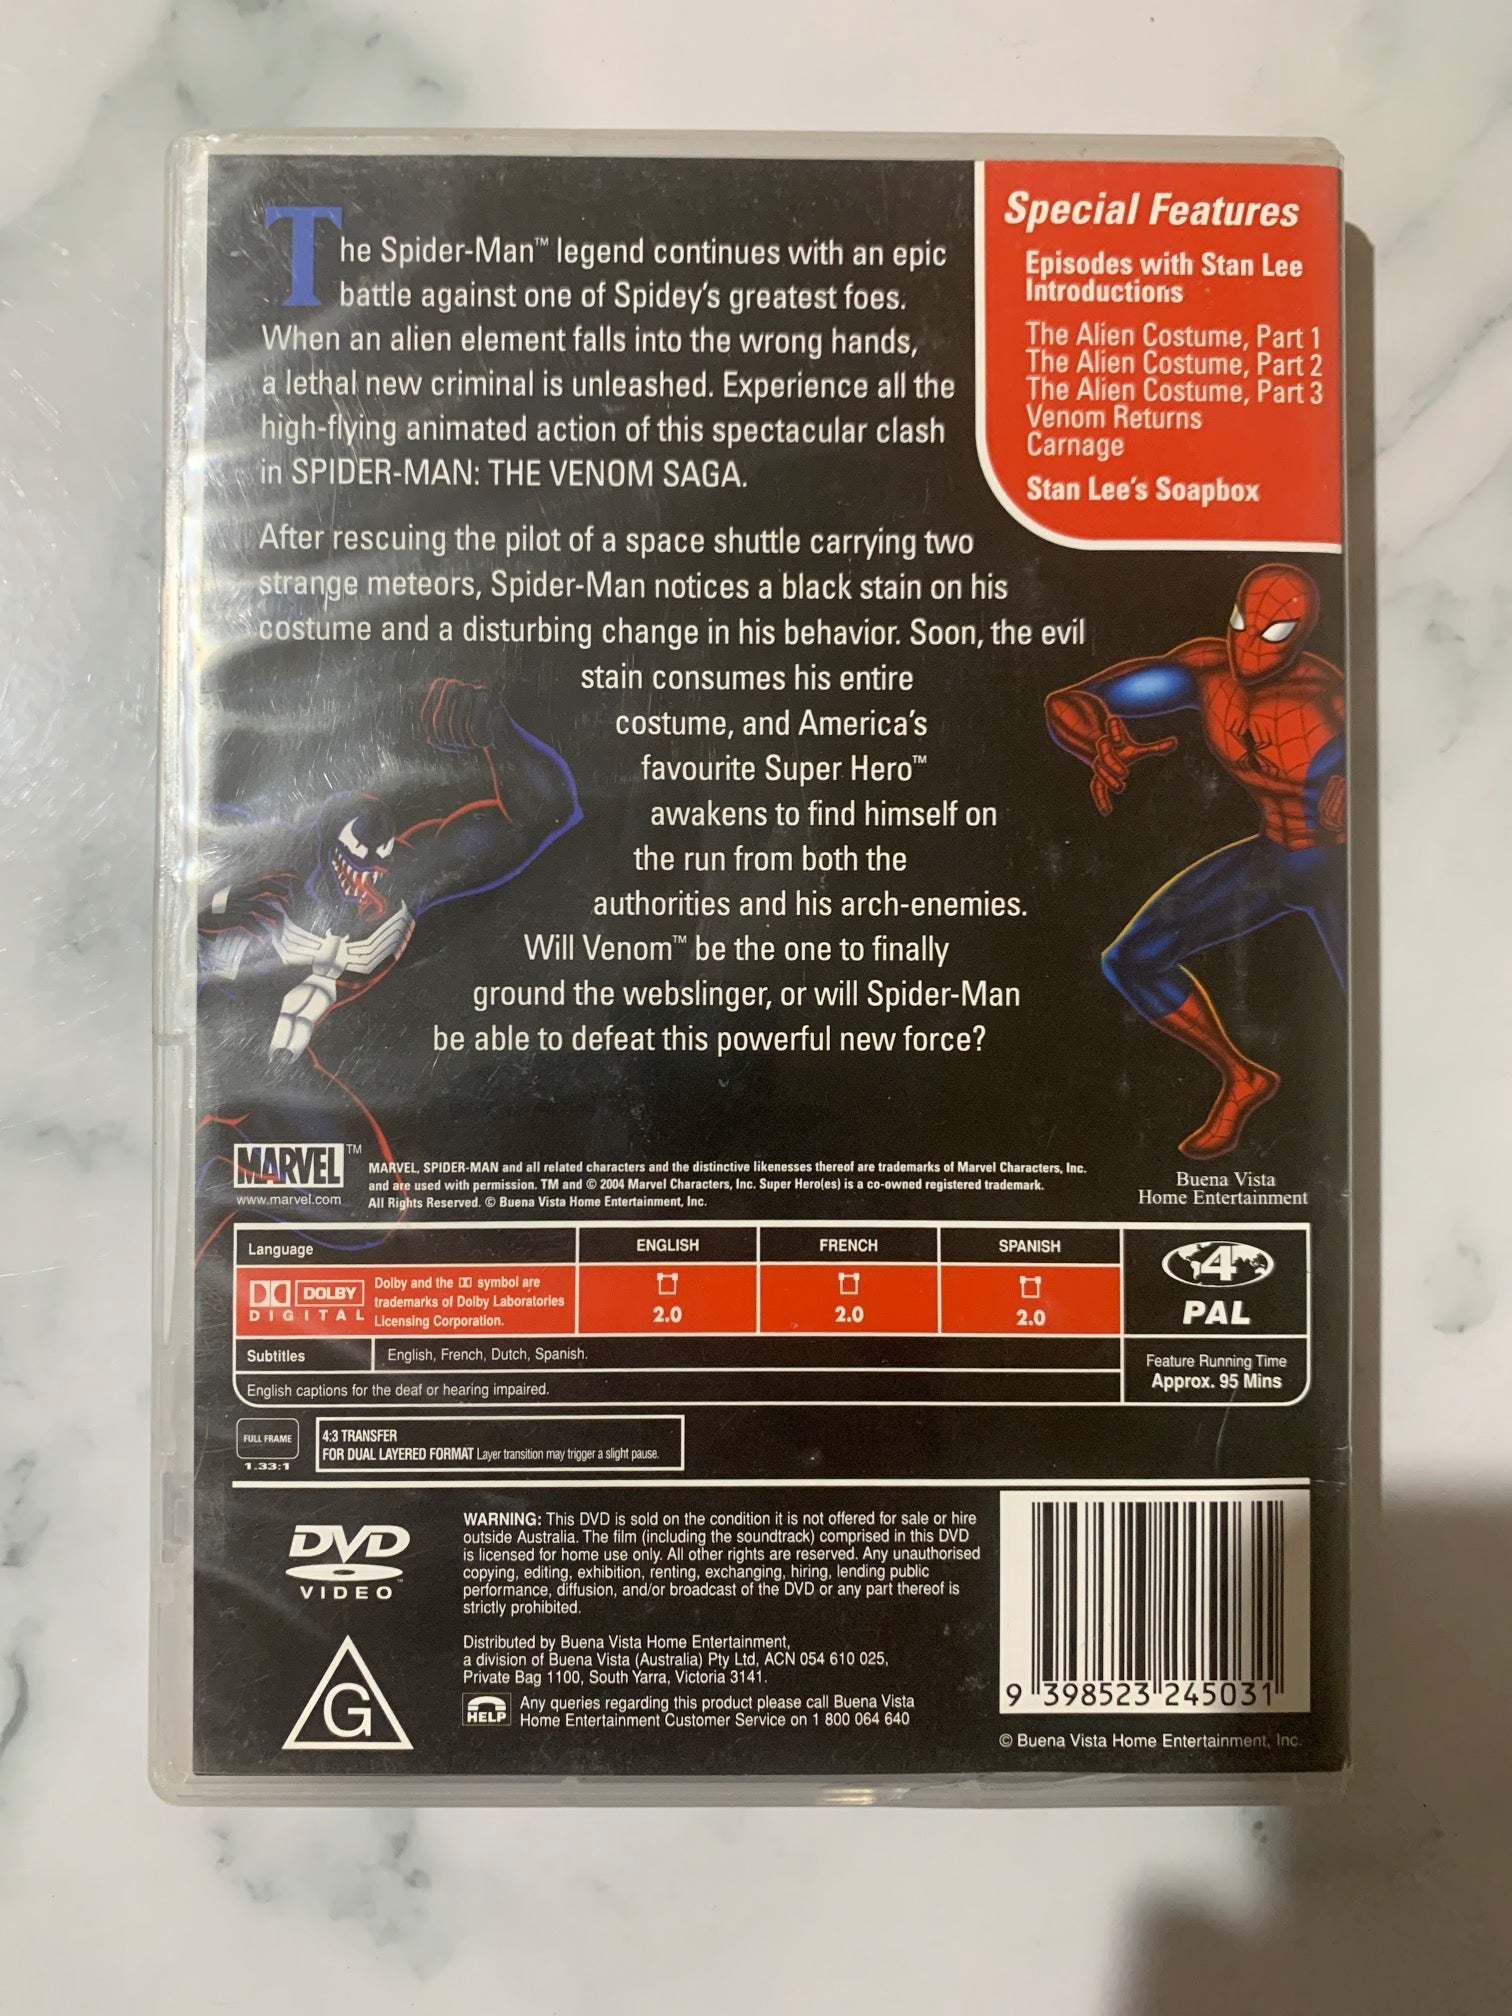 The Spider-Man™ legend continues with an epic
battle against one of Spidey's greatest foes.
When an alien element falls into the wrong hands,
a lethal new criminal is unleashed. Experience all the
high-flying animated action of this spectacular clash
in SPIDER-MAN: THE VENOM SAGA.
After rescuing the pilot of a space shuttle carrying two
strange meteors, Spider-Man notices a black stain on his
costume and a disturbing change in his behavior. Soon, the evil
stain consumes his entire
costume, and America's
favourite Super Hero™
awakens to find himself on
the run from both the
authorities and his arch-enemies.
Will Venom™ be the one to finally
ground the webslinger, or will Spider-Man
be able to defeat this powerful new force?
Special Features
Episodes with Stan Lee
Introductions
The Alien Costume, Part 1
The Alien Costume, Part 2
The Alien Costume, Part 3
Venom Returns
Carnage
Stan Lee's Soapbox
MARVEL™
www.marvel.com
MARVEL, SPIDER-MAN and all related characters and the distinctive likenesses thereof are trademarks of Marvel Characters, Inc.
and are used with permission. TM and © 2004 Marvel Characters, Inc. Super Hero(es) is a co-owned registered trademark.
All Rights Reserved. © Buena Vista Home Entertainment, Inc.
Buena Vista
Home Entertainment
Language ENGLISH FRENCH SPANISH
DOLBY
DIGITAL
Dolby and the symbol are
trademarks of Dolby Laboratories
Licensing Corporation.
2.0 2.0 2.0
Subtitles English, French, Dutch, Spanish.
English captions for the deaf or hearing impaired.
4
PAL
Feature Running Time
Approx. 95 Mins
FULL FRAME
1.33:1
4:3 TRANSFER
FOR DUAL LAYERED FORMAT Layer transition may trigger a slight pause.
DVD
VIDEO™
G
WARNING: This DVD is sold on the condition it is not offered for sale or hire
outside Australia. The film (including the soundtrack) comprised in this DVD
is licensed for home use only. All other rights are reserved. Any unauthorised
copying, editing, exhibition, renting, exchanging, hiring, lending public
performance, diffusion, and/or broadcast of the DVD or any part thereof is
strictly prohibited.
Distributed by Buena Vista Home Entertainment,
a division of Buena Vista (Australia) Pty Ltd, ACN 054 610 025,
Private Bag 1100, South Yarra, Victoria 3141.
HELP
Any queries regarding this product please call Buena Vista
Home Entertainment Customer Service on 1 800 064 640
9 398523 245031
© Buena Vista Home Entertainment, Inc.